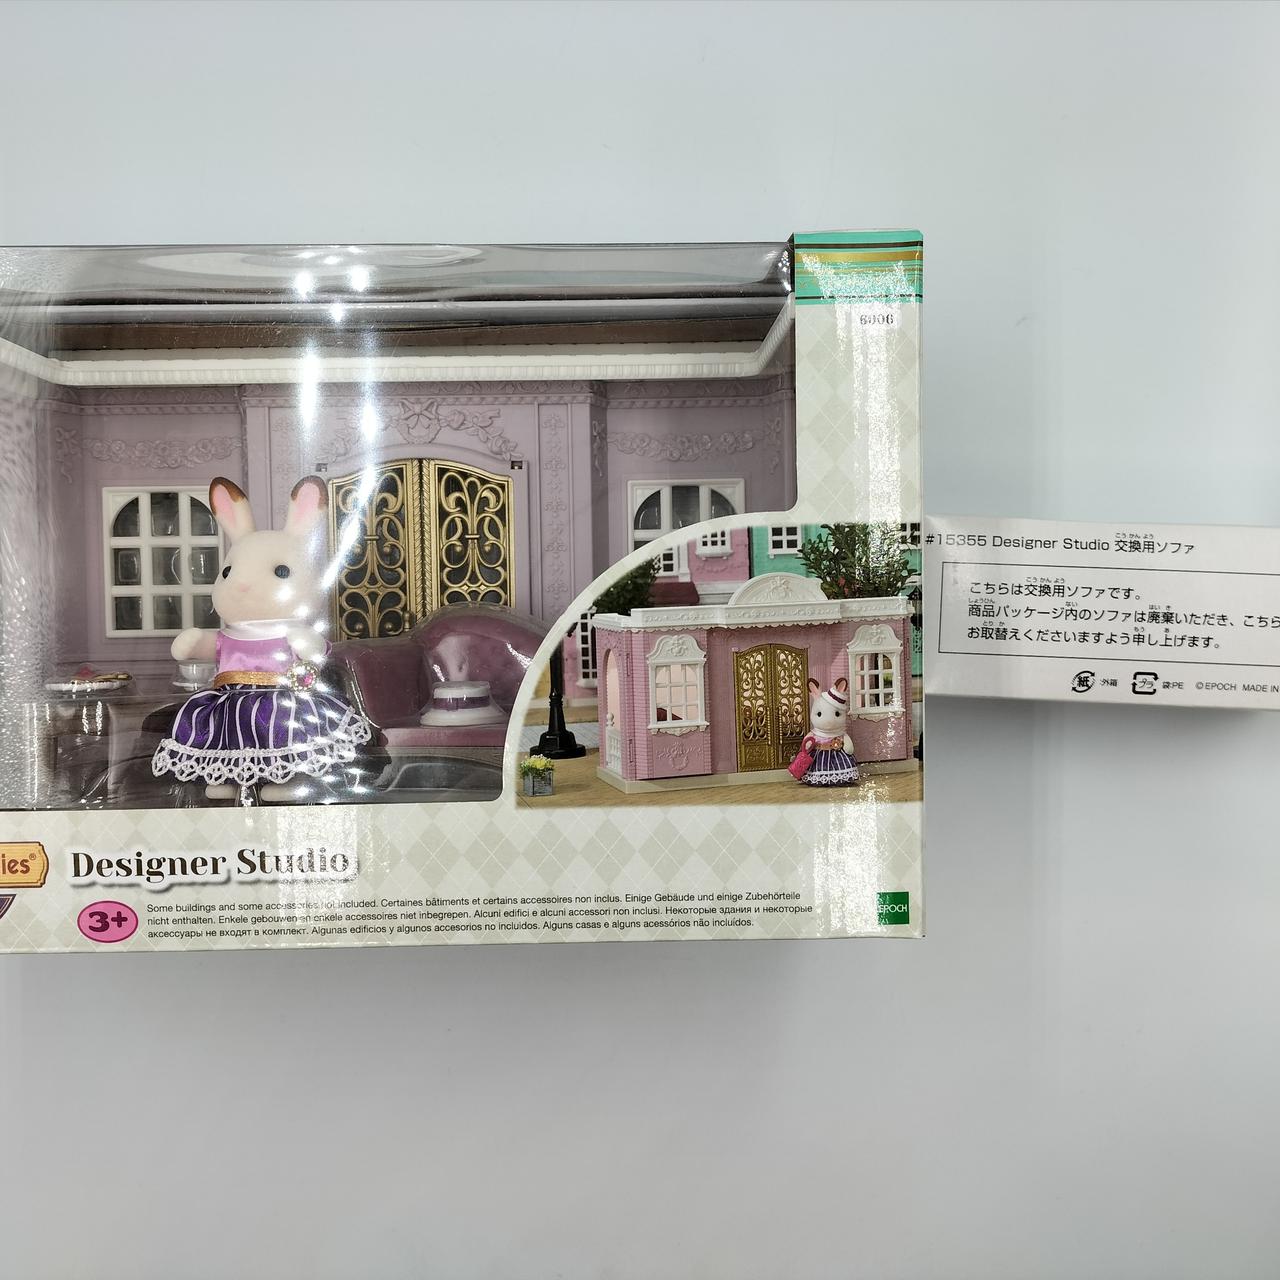 6006
#15355 Designer Studio 交換用ソファ
こちらは交換用ソファです。
商品パッケージ内のソファは廃棄いただき、こちら
お取替えくださいますよう申し上げます。
紙 :外箱 プラ 袋:PE ©EPOCH MADE IN
ies®
Designer Studio
3+
Some buildings and some accessories not included. Certaines bâtiments et certains accessoires non inclus. Einige Gebäude und einige Zubehörteile
nicht enthalten. Enkele gebouwen en enkele accessoires niet inbegrepen. Alcuni edifici e alcuni accessori non inclusi. Некоторые здания и некоторые
аксессуары не входят в комплект. Algunas edificios y algunos accesorios no incluidos. Alguns casas e alguns acessórios não incluídos.
EPOCH